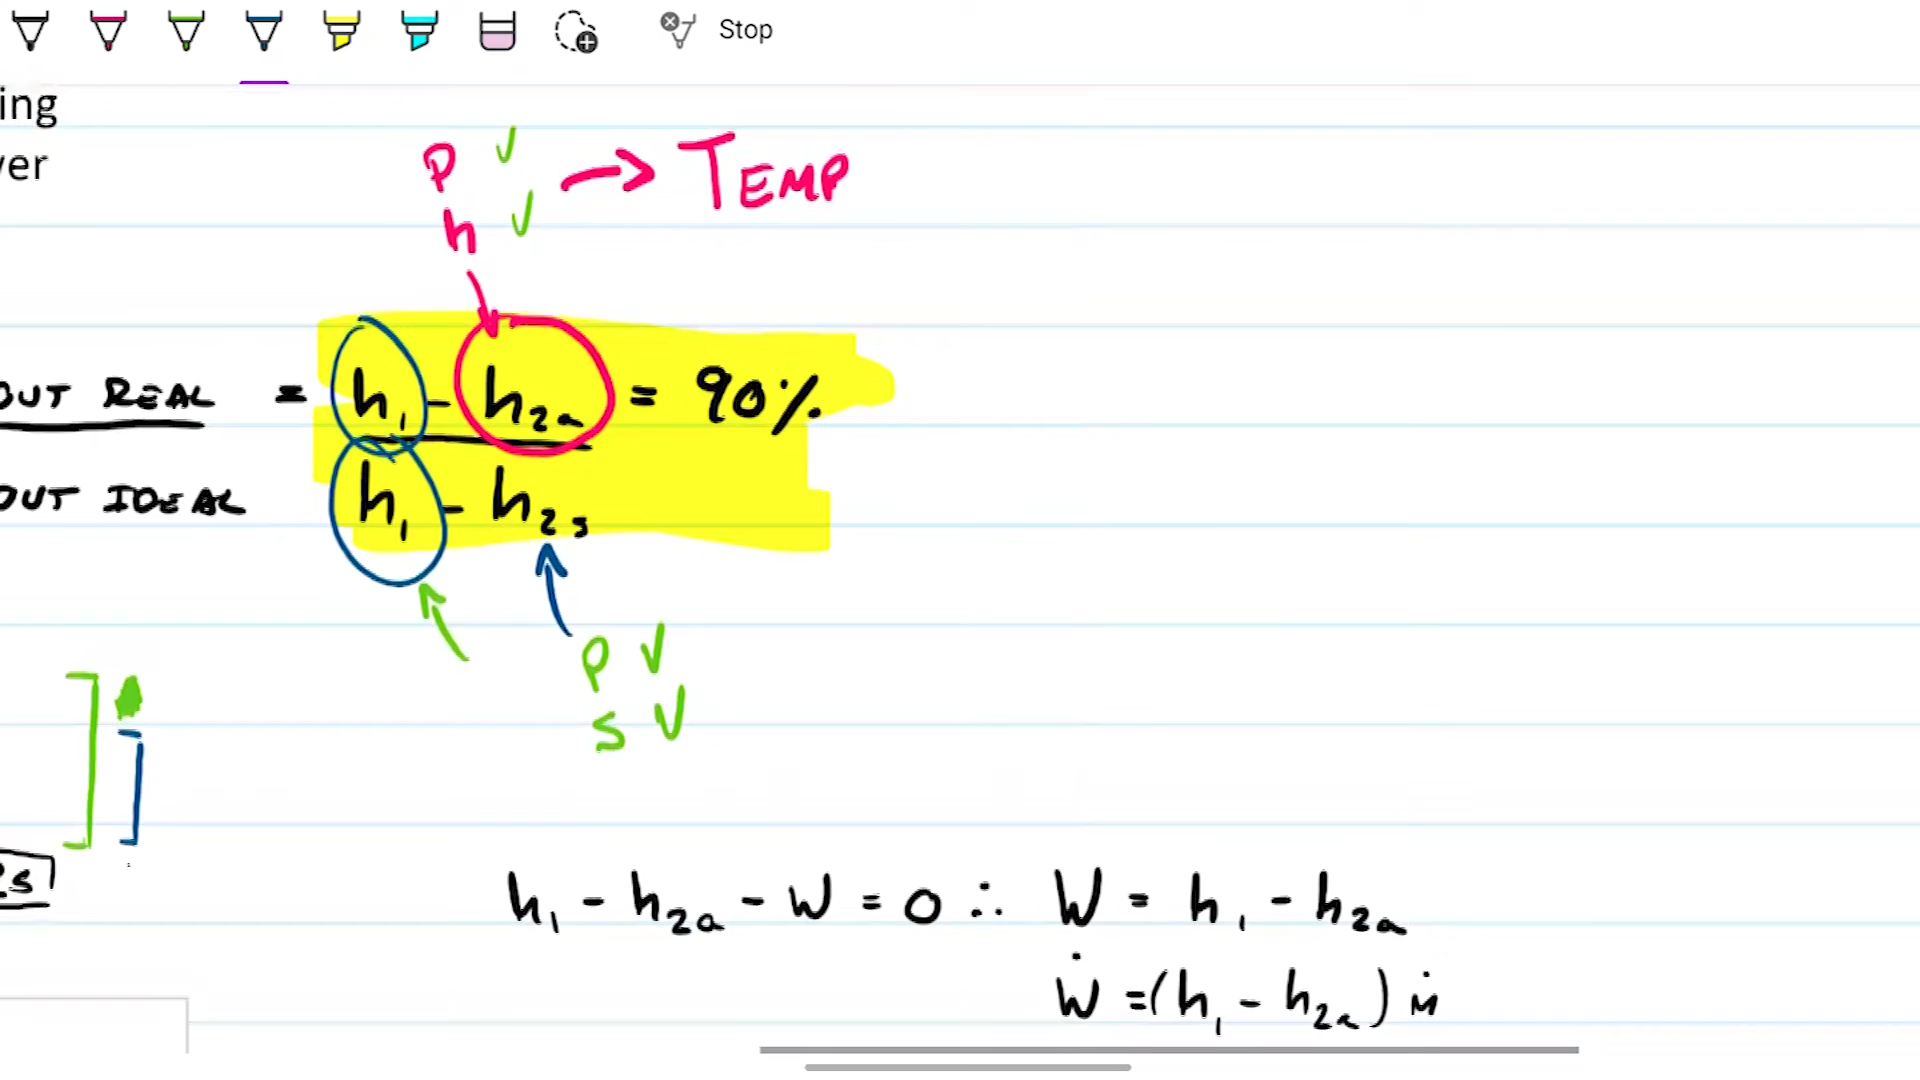 Stop
ing
ver
P ✓ → TEMP
h ✓
OUT REAL = h₁ - h₂ₐ = 90%
OUT IDEAL h₁ - h₂ₛ
P ✓
S ✓
2s
h₁ - h₂ₐ - W = 0 ∴ W = h₁ - h₂ₐ
Ẇ = (h₁ - h₂ₐ) ṁ